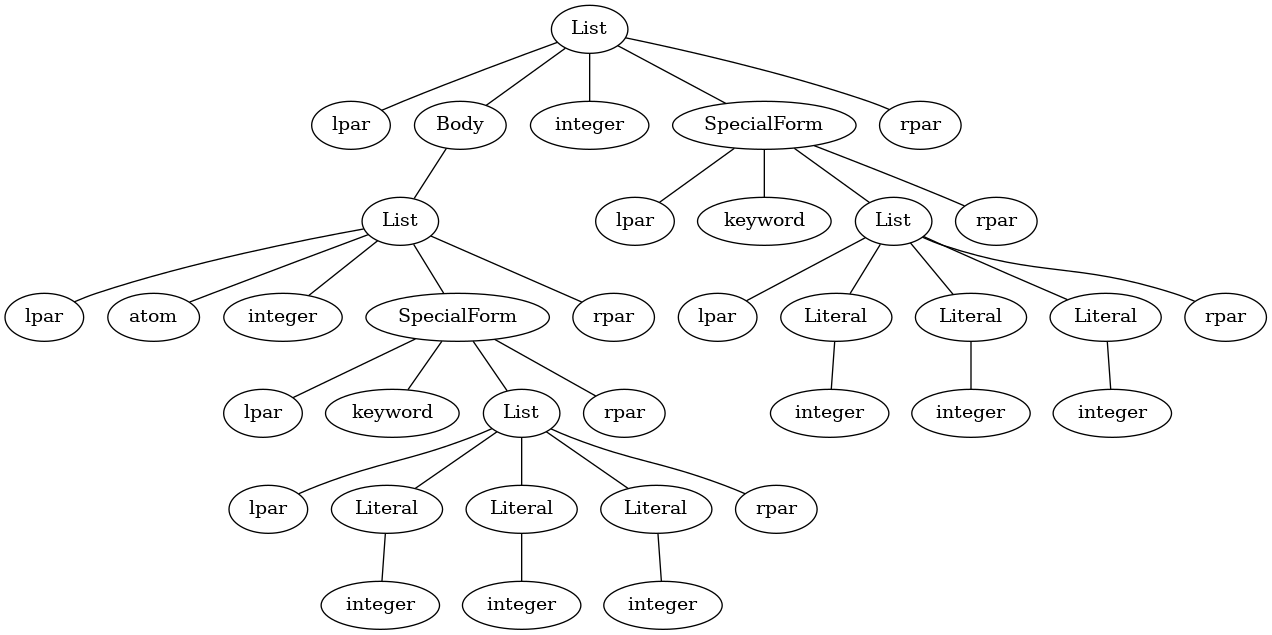 List
lpar Body integer SpecialForm rpar
List lpar keyword List rpar
lpar atom integer SpecialForm rpar lpar Literal Literal Literal rpar
lpar keyword List rpar integer integer integer
lpar Literal Literal Literal rpar
integer integer integer